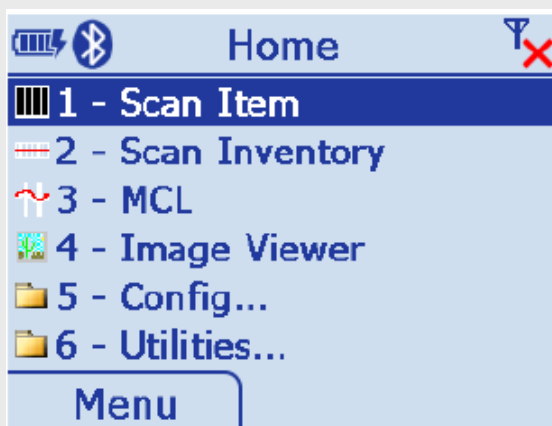 Home
1 - Scan Item
2 - Scan Inventory
3 - MCL
4 - Image Viewer
5 - Config...
6 - Utilities...
Menu